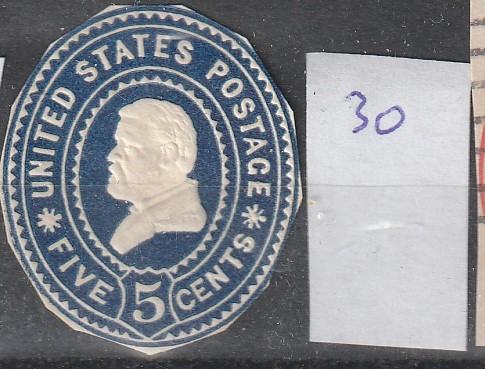 * UNITED STATES POSTAGE *
FIVE 5 CENTS
30